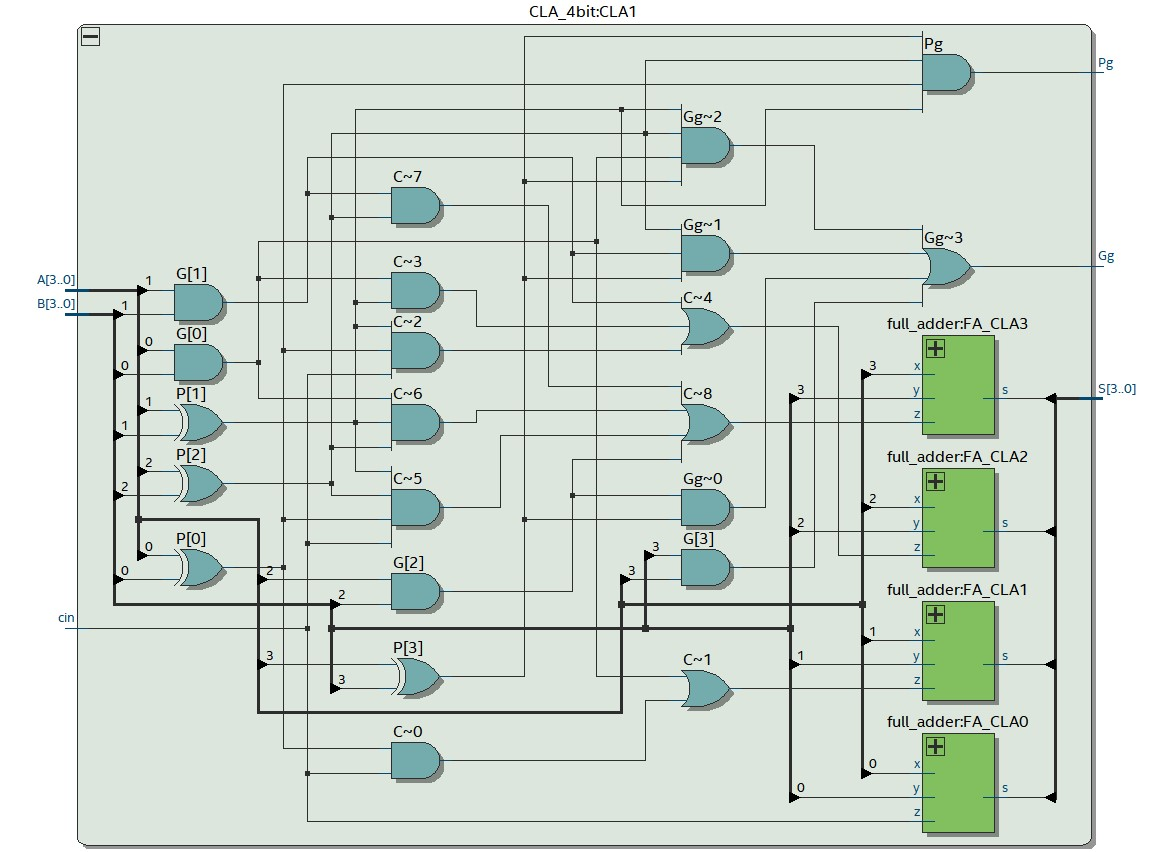 CLA_4bit:CLA1
Pg
Pg
Gg~2
C~7
Gg~1
Gg~3
Gg
C~3
G[1]
A[3..0]
1
B[3..0]
1
C~4
C~2
full_adder:FA_CLA3
G[0]
0
0
3
x
3
y
s
S[3..0]
z
P[1]
1
1
C~6
C~8
P[2]
2
2
C~5
Gg~0
full_adder:FA_CLA2
2
x
2
y
s
z
P[0]
0
0
G[3]
3
3
2
G[2]
2
full_adder:FA_CLA1
cin
1
x
1
y
s
z
P[3]
3
3
C~1
C~0
full_adder:FA_CLA0
0
x
0
y
s
z